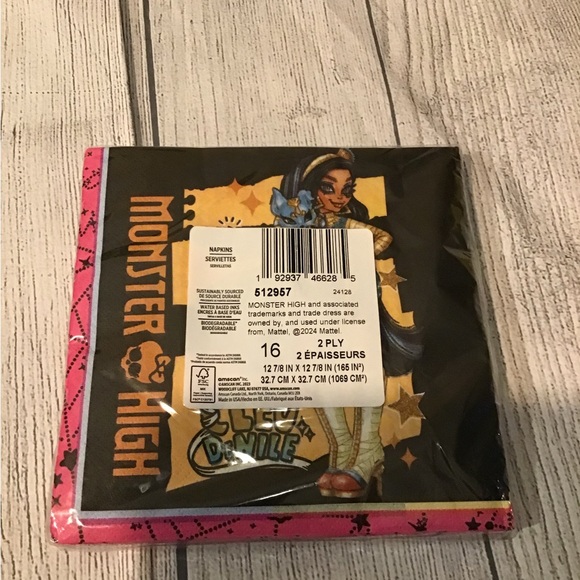 MONSTER HIGH
NAPKINS
SERVIETTES
SERVILLETAS
SUSTAINABLY SOURCED
DE SOURCE DURABLE
WATER BASED INKS
ENCRES À BASE D'EAU
BIODEGRADABLE*
BIODÉGRADABLE*
1 92937 46628 5
512957
24128
MONSTER HIGH and associated
trademarks and trade dress are
owned by, and used under license
from, Mattel, @2024 Mattel.
16
2 PLY
2 ÉPAISSEURS
12 7/8 IN X 12 7/8 IN (165 IN²)
32.7 CM X 32.7 CM (1069 CM²)
FSC
amscan
CLEO
DENILE